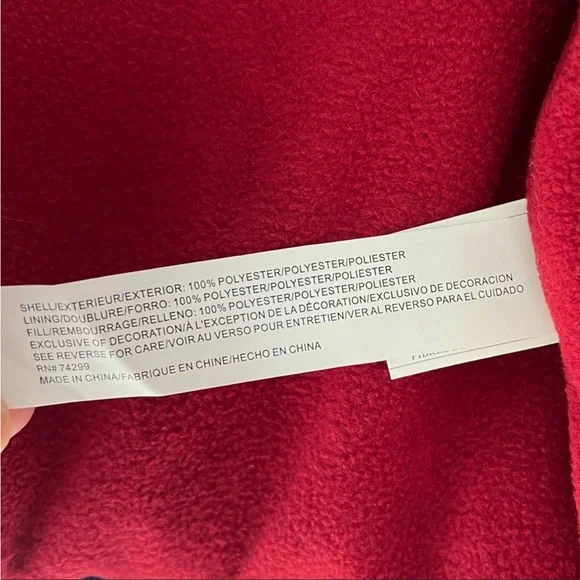 SHELL/EXTERIEUR/EXTERIOR: 100% POLYESTER/POLYESTER/POLIESTER
LINING/DOUBLURE/FORRO: 100% POLYESTER/POLYESTER/POLIESTER
FILL/REMBOURRAGE/RELLENO: 100% POLYESTER/POLYESTER/POLIESTER
EXCLUSIVE OF DECORATION/À L'EXCEPTION DE LA DÉCORATION/EXCLUSIVO DE DECORACION
SEE REVERSE FOR CARE/VOIR AU VERSO POUR ENTRETIEN/VER AL REVERSO PARA EL CUIDADO
RN# 74299
MADE IN CHINA/FABRIQUE EN CHINE/HECHO EN CHINA